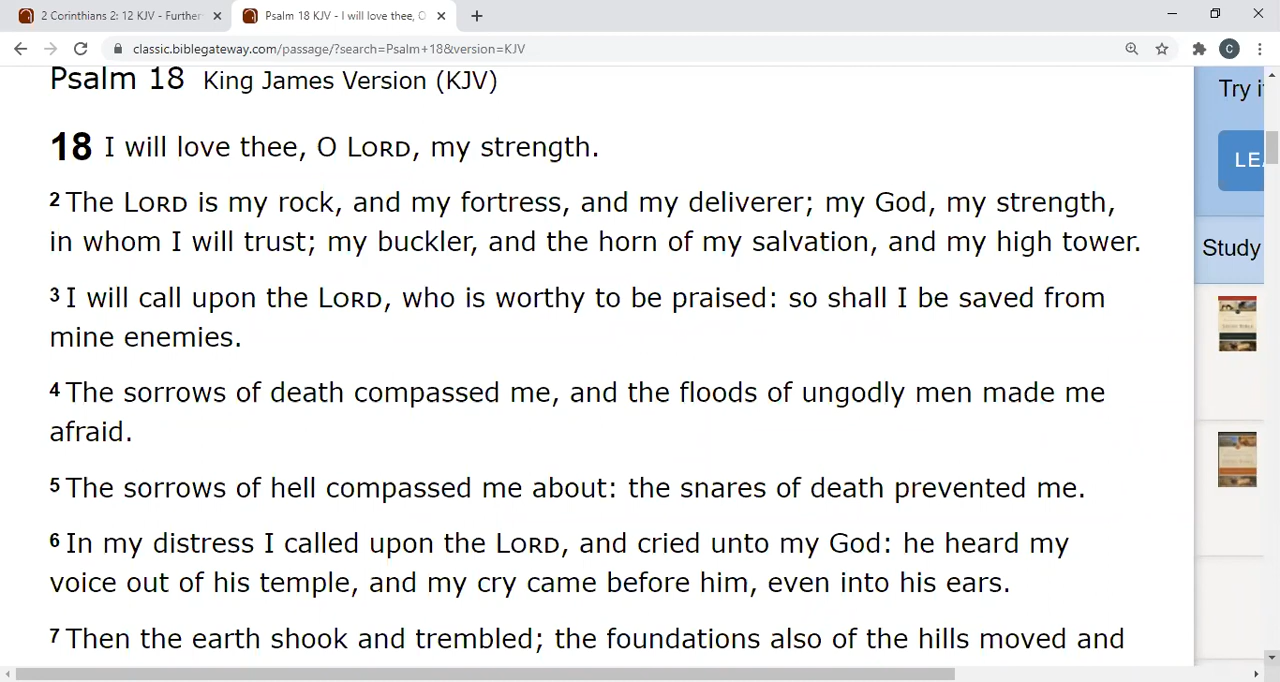 2 Corinthians 2: 12 KJV - Further
Psalm 18 KJV - I will love thee, O
classic.biblegateway.com/passage/?search=Psalm+18&version=KJV
C
Psalm 18 King James Version (KJV)
Try i
18 I will love thee, O LORD, my strength.
LE
2 The LORD is my rock, and my fortress, and my deliverer; my God, my strength,
in whom I will trust; my buckler, and the horn of my salvation, and my high tower.
Study
3 I will call upon the LORD, who is worthy to be praised: so shall I be saved from
mine enemies.
4 The sorrows of death compassed me, and the floods of ungodly men made me
afraid.
5 The sorrows of hell compassed me about: the snares of death prevented me.
6 In my distress I called upon the LORD, and cried unto my God: he heard my
voice out of his temple, and my cry came before him, even into his ears.
7 Then the earth shook and trembled; the foundations also of the hills moved and